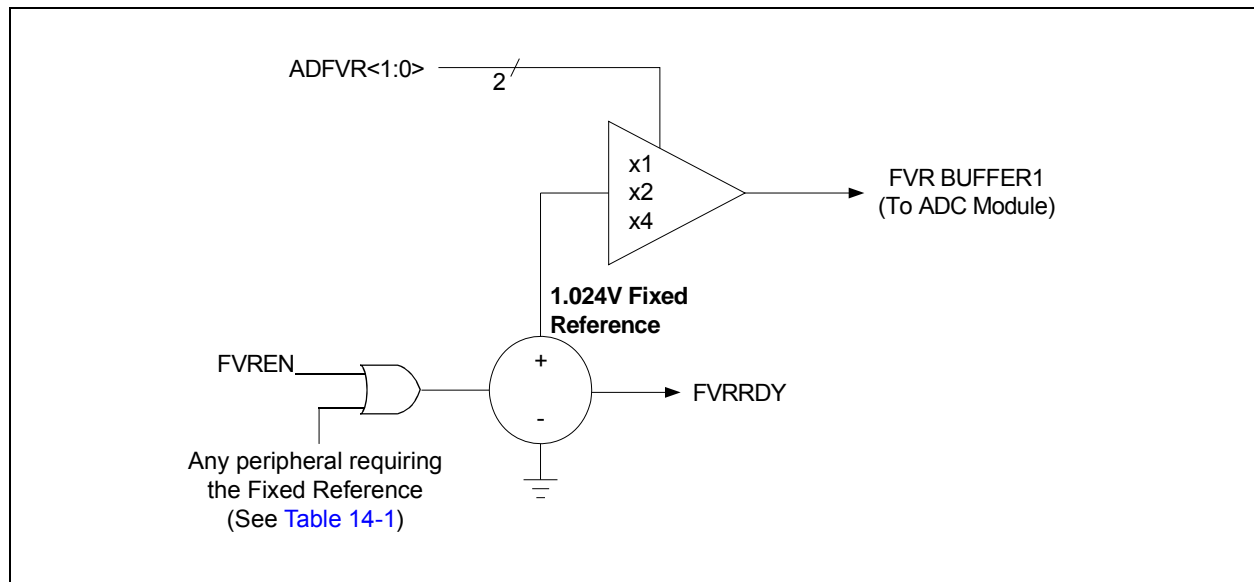 ADFVR<1:0>
2
x1
x2
x4
FVR BUFFER1
(To ADC Module)
1.024V Fixed
Reference
FVREN
+
-
FVRRDY
Any peripheral requiring
the Fixed Reference
(See Table 14-1)